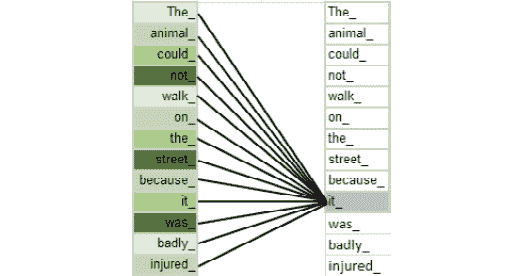 The_
animal_
could_
not_
walk_
on_
the_
street_
because_
it_
was_
badly_
injured_
The_
animal_
could_
not_
walk_
on_
the_
street_
because_
it_
was_
badly_
injured_